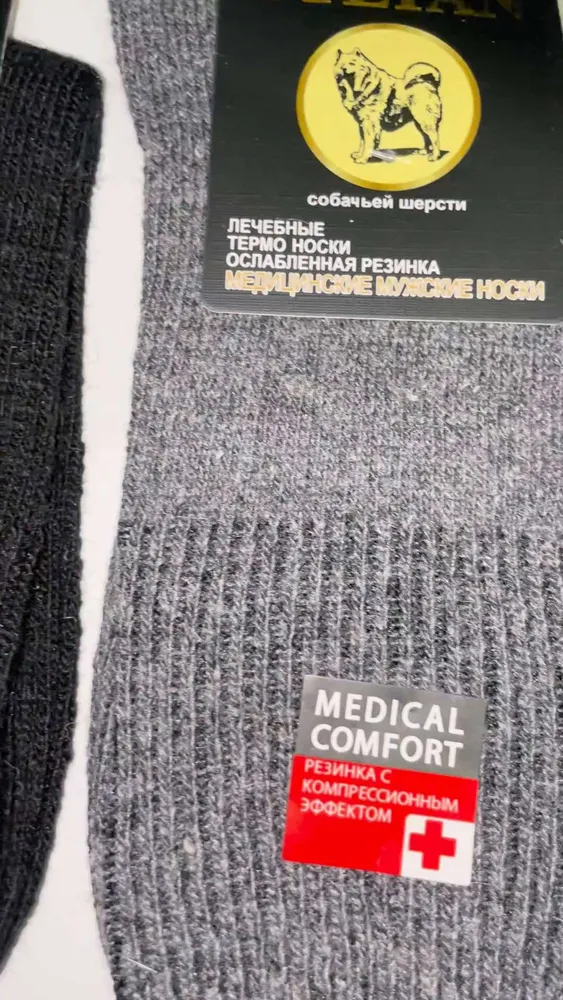 собачьей шерсти
ЛЕЧЕБНЫЕ
ТЕРМО НОСКИ
ОСЛАБЛЕННАЯ РЕЗИНКА
МЕДИЦИНСКИЕ МУЖСКИЕ НОСКИ
MEDICAL
COMFORT
РЕЗИНКА С
КОМПРЕССИОННЫМ
ЭФФЕКТОМ